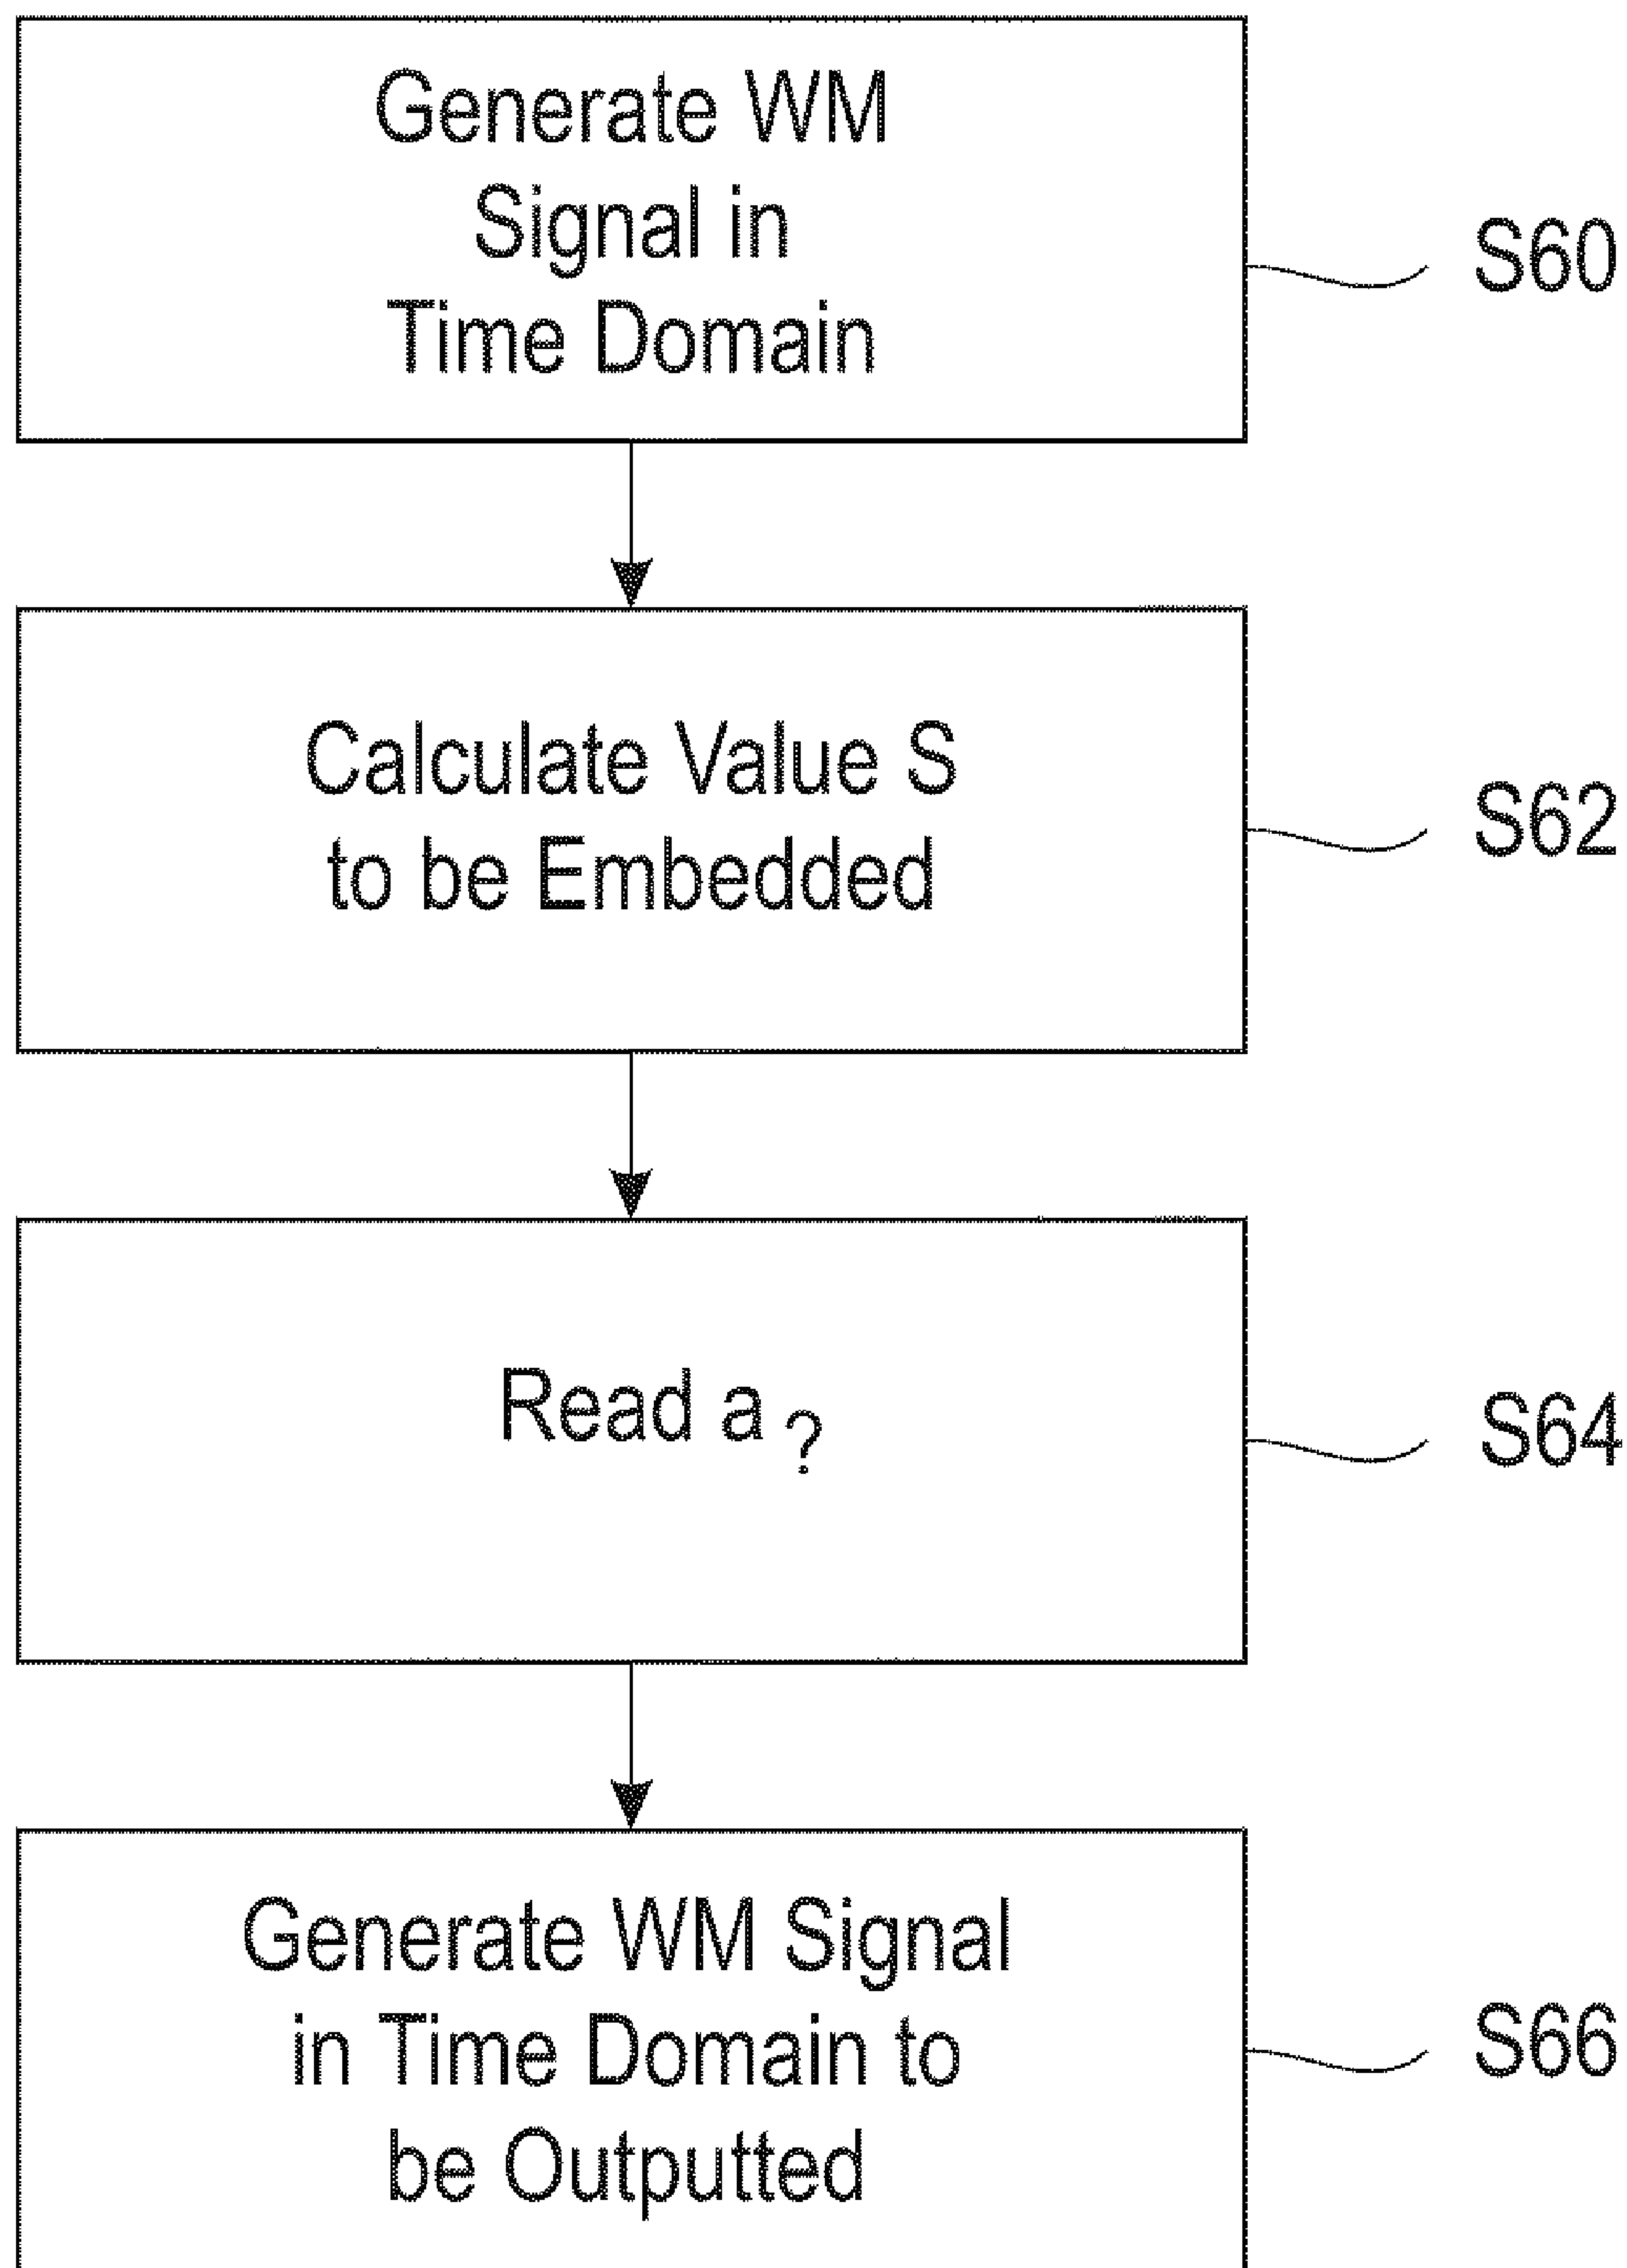 Generate WM
Signal in
Time Domain
S60
Calculate Value S
to be Embedded
S62
Read a ?
S64
Generate WM Signal
in Time Domain to
be Outputted
S66